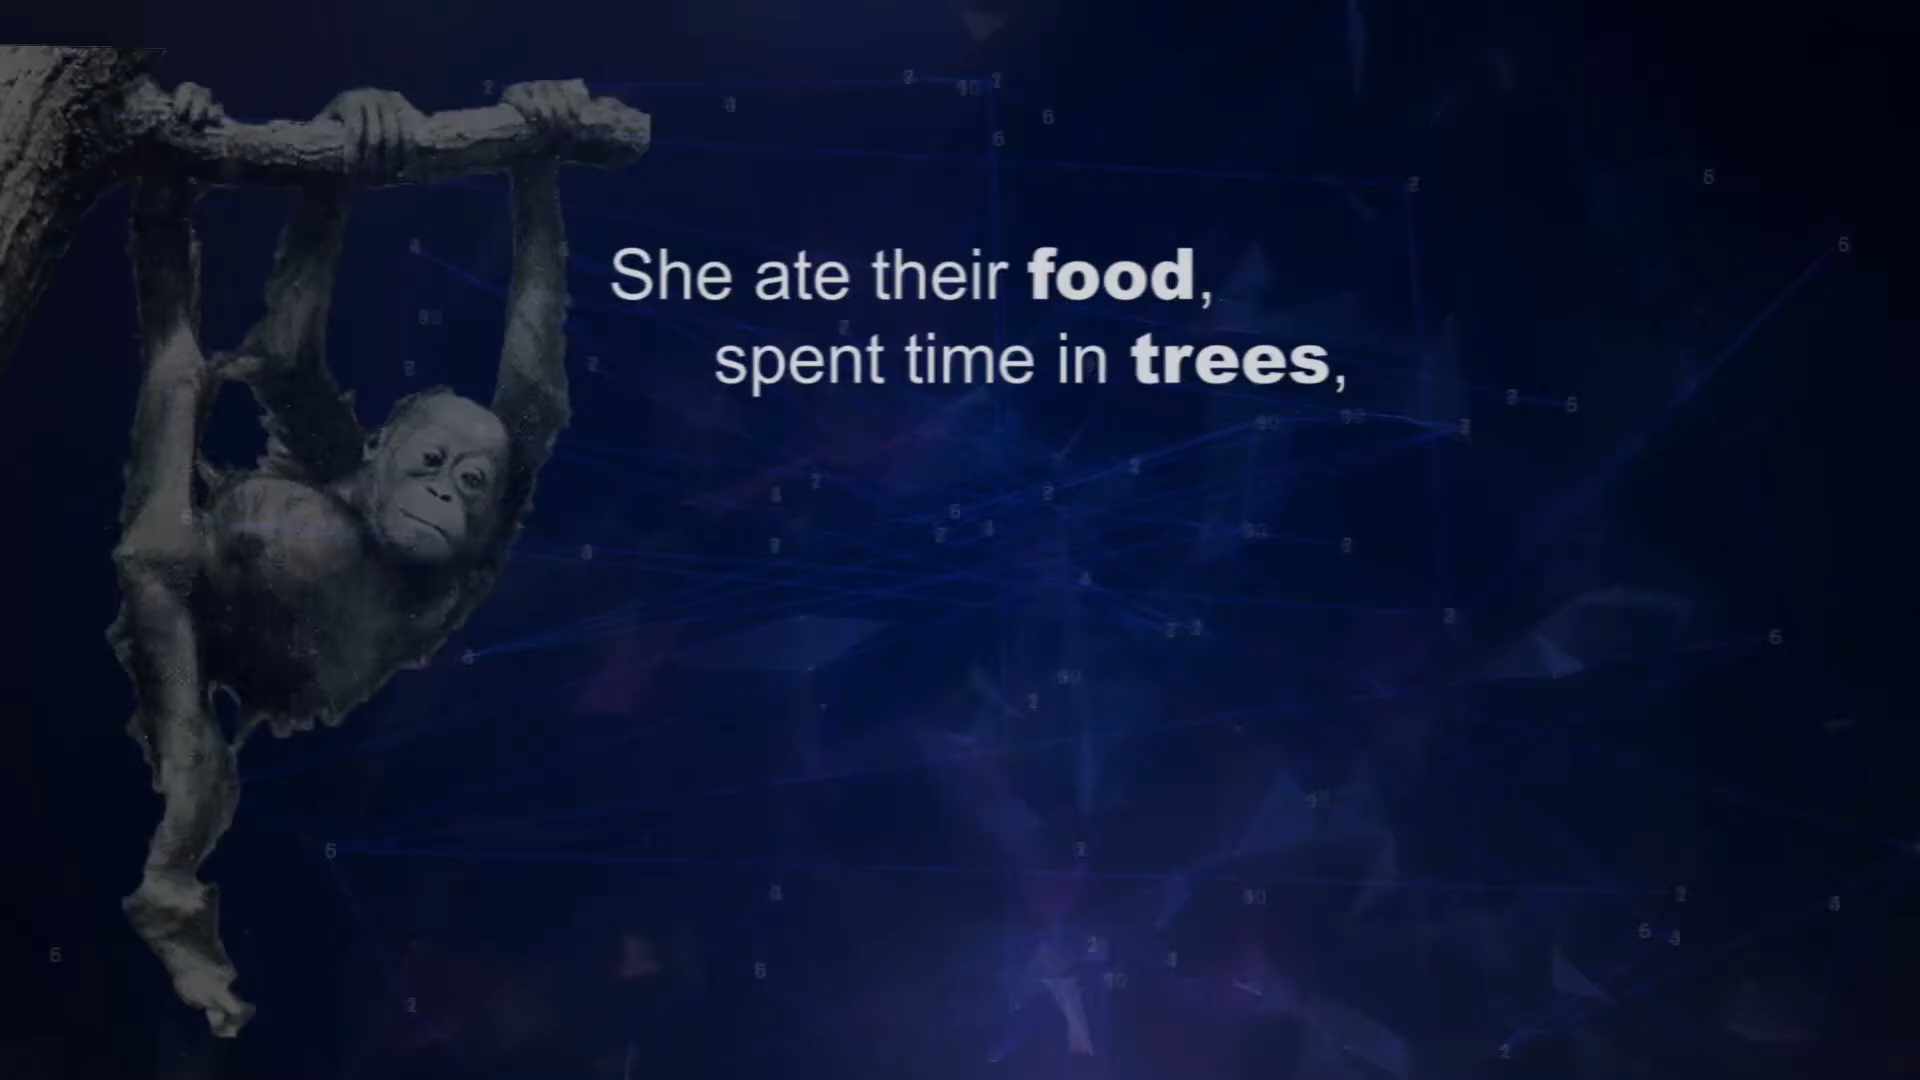 She ate their food,
spent time in trees,